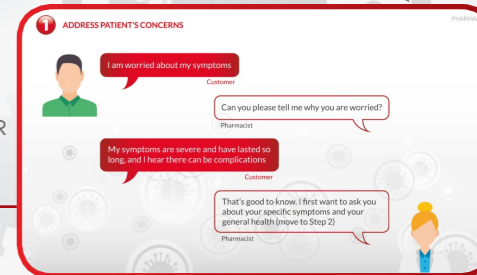 1 ADDRESS PATIENT'S CONCERNS
PHARMA
I am worried about my symptoms
Customer
Can you please tell me why you are worried?
Pharmacist
R
My symptoms are severe and have lasted so
long, and I hear there can be complications
Customer
That's good to know. I first want to ask you
about your specific symptoms and your
general health (move to Step 2)
Pharmacist